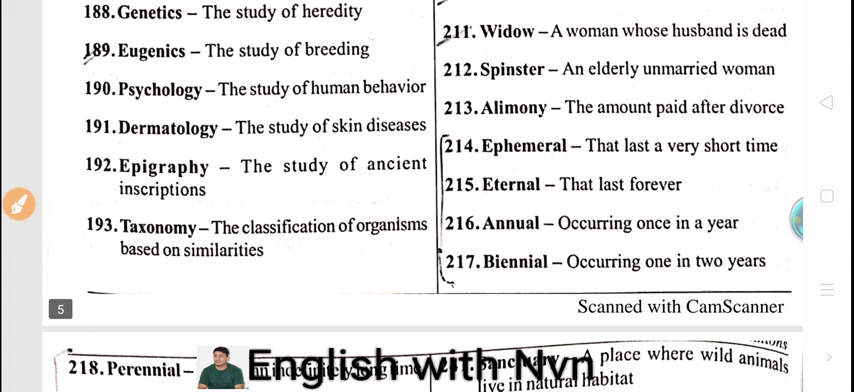 188. Genetics – The study of heredity
189. Eugenics – The study of breeding
190. Psychology – The study of human behavior
191. Dermatology – The study of skin diseases
192. Epigraphy – The study of ancient
inscriptions
193. Taxonomy – The classification of organisms
based on similarities
211. Widow – A woman whose husband is dead
212. Spinster – An elderly unmarried woman
213. Alimony – The amount paid after divorce
214. Ephemeral – That last a very short time
215. Eternal – That last forever
216. Annual – Occurring once in a year
217. Biennial – Occurring one in two years
5
Scanned with CamScanner
218. Perennial –
English with Nvn
A place where wild animals
live in natural habitat